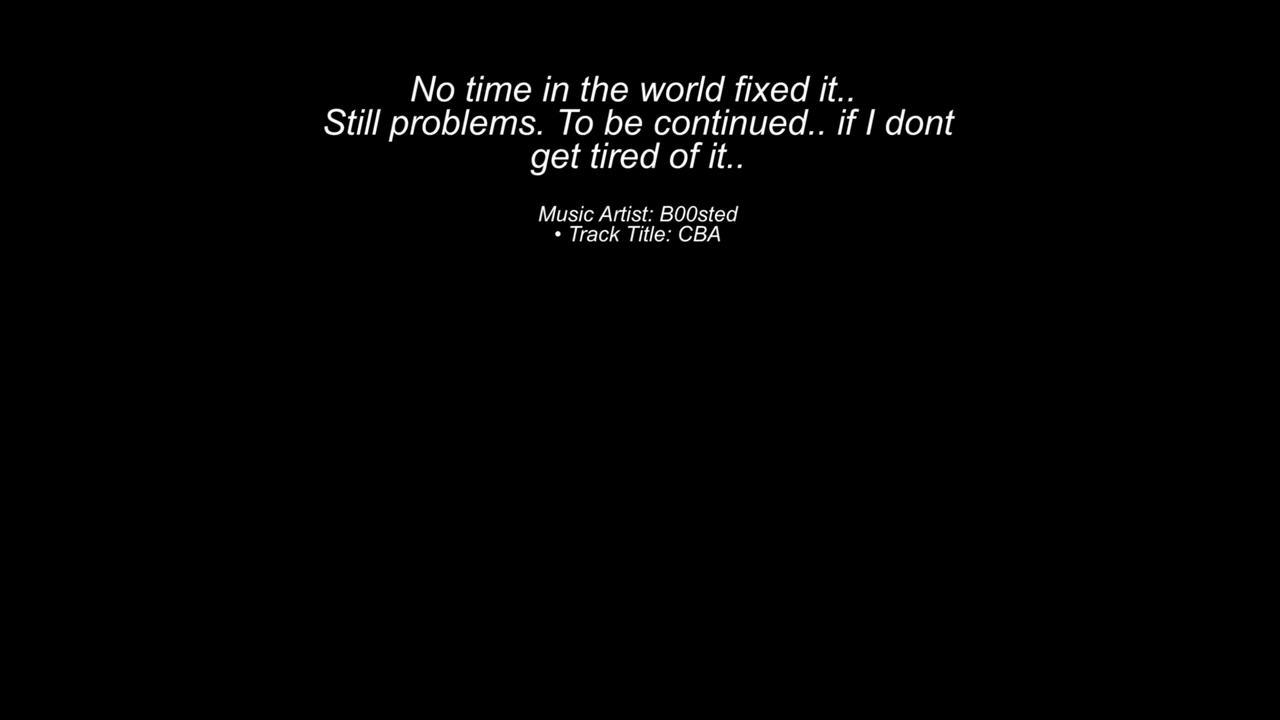 No time in the world fixed it..
Still problems. To be continued.. if I dont
get tired of it..
Music Artist: B00sted
• Track Title: CBA